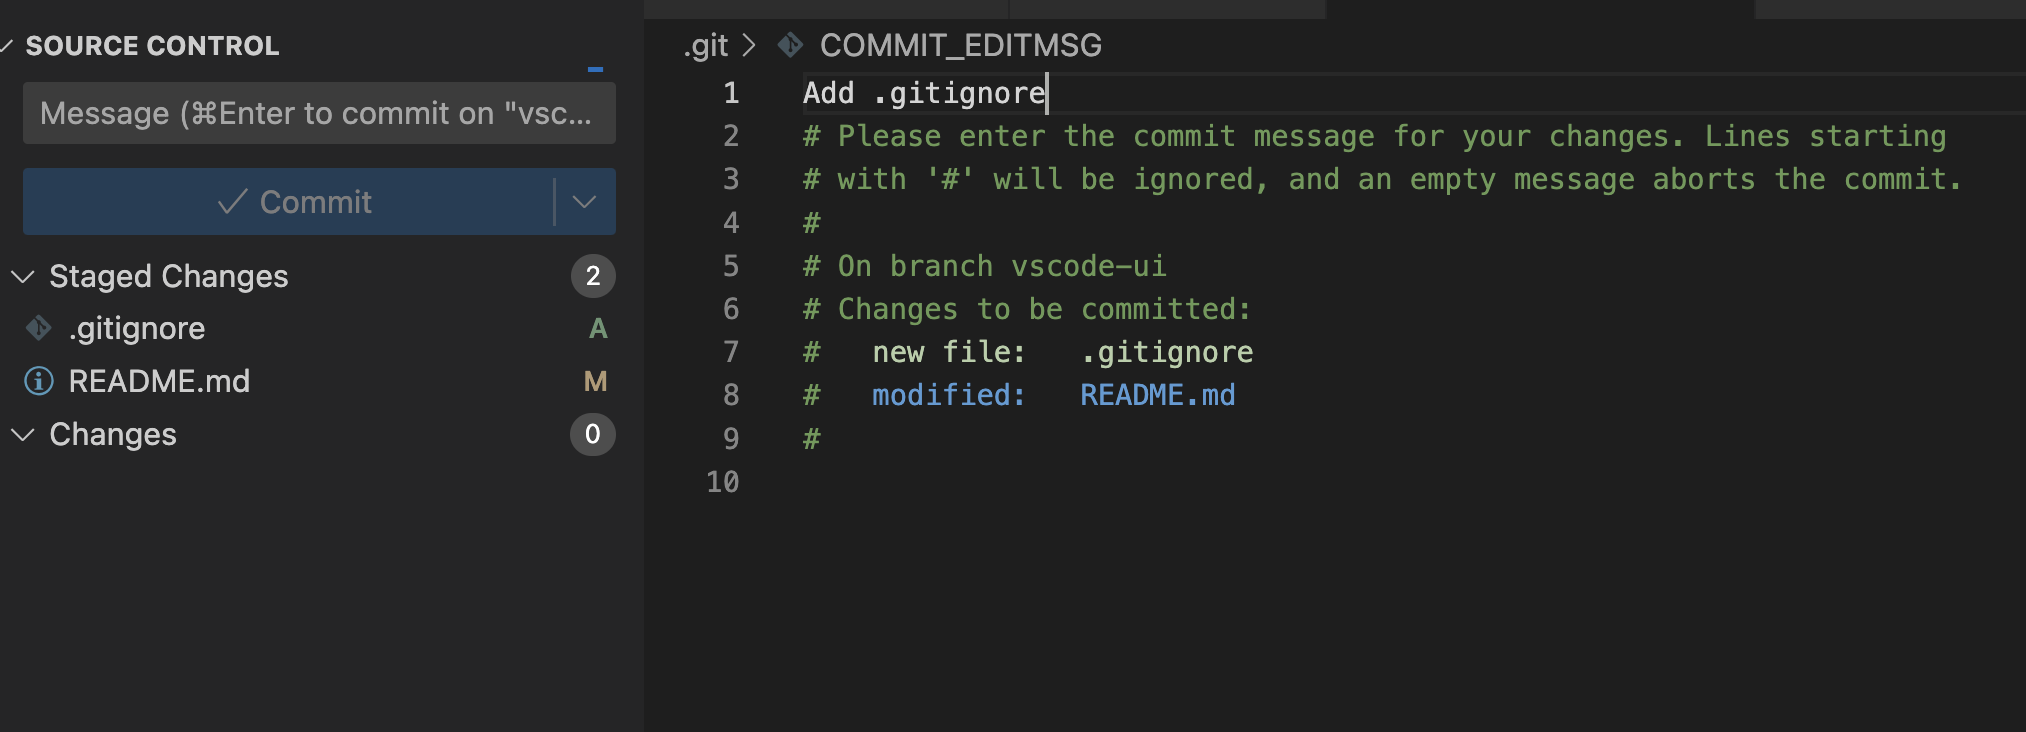 SOURCE CONTROL
Message (⌘Enter to commit on "vsc...
Commit
Staged Changes 2
.gitignore A
README.md M
Changes 0
.git > COMMIT_EDITMSG
1 Add .gitignore
2 # Please enter the commit message for your changes. Lines starting
3 # with '#' will be ignored, and an empty message aborts the commit.
4 #
5 # On branch vscode-ui
6 # Changes to be committed:
7 #   new file:   .gitignore
8 #   modified:   README.md
9 #
10